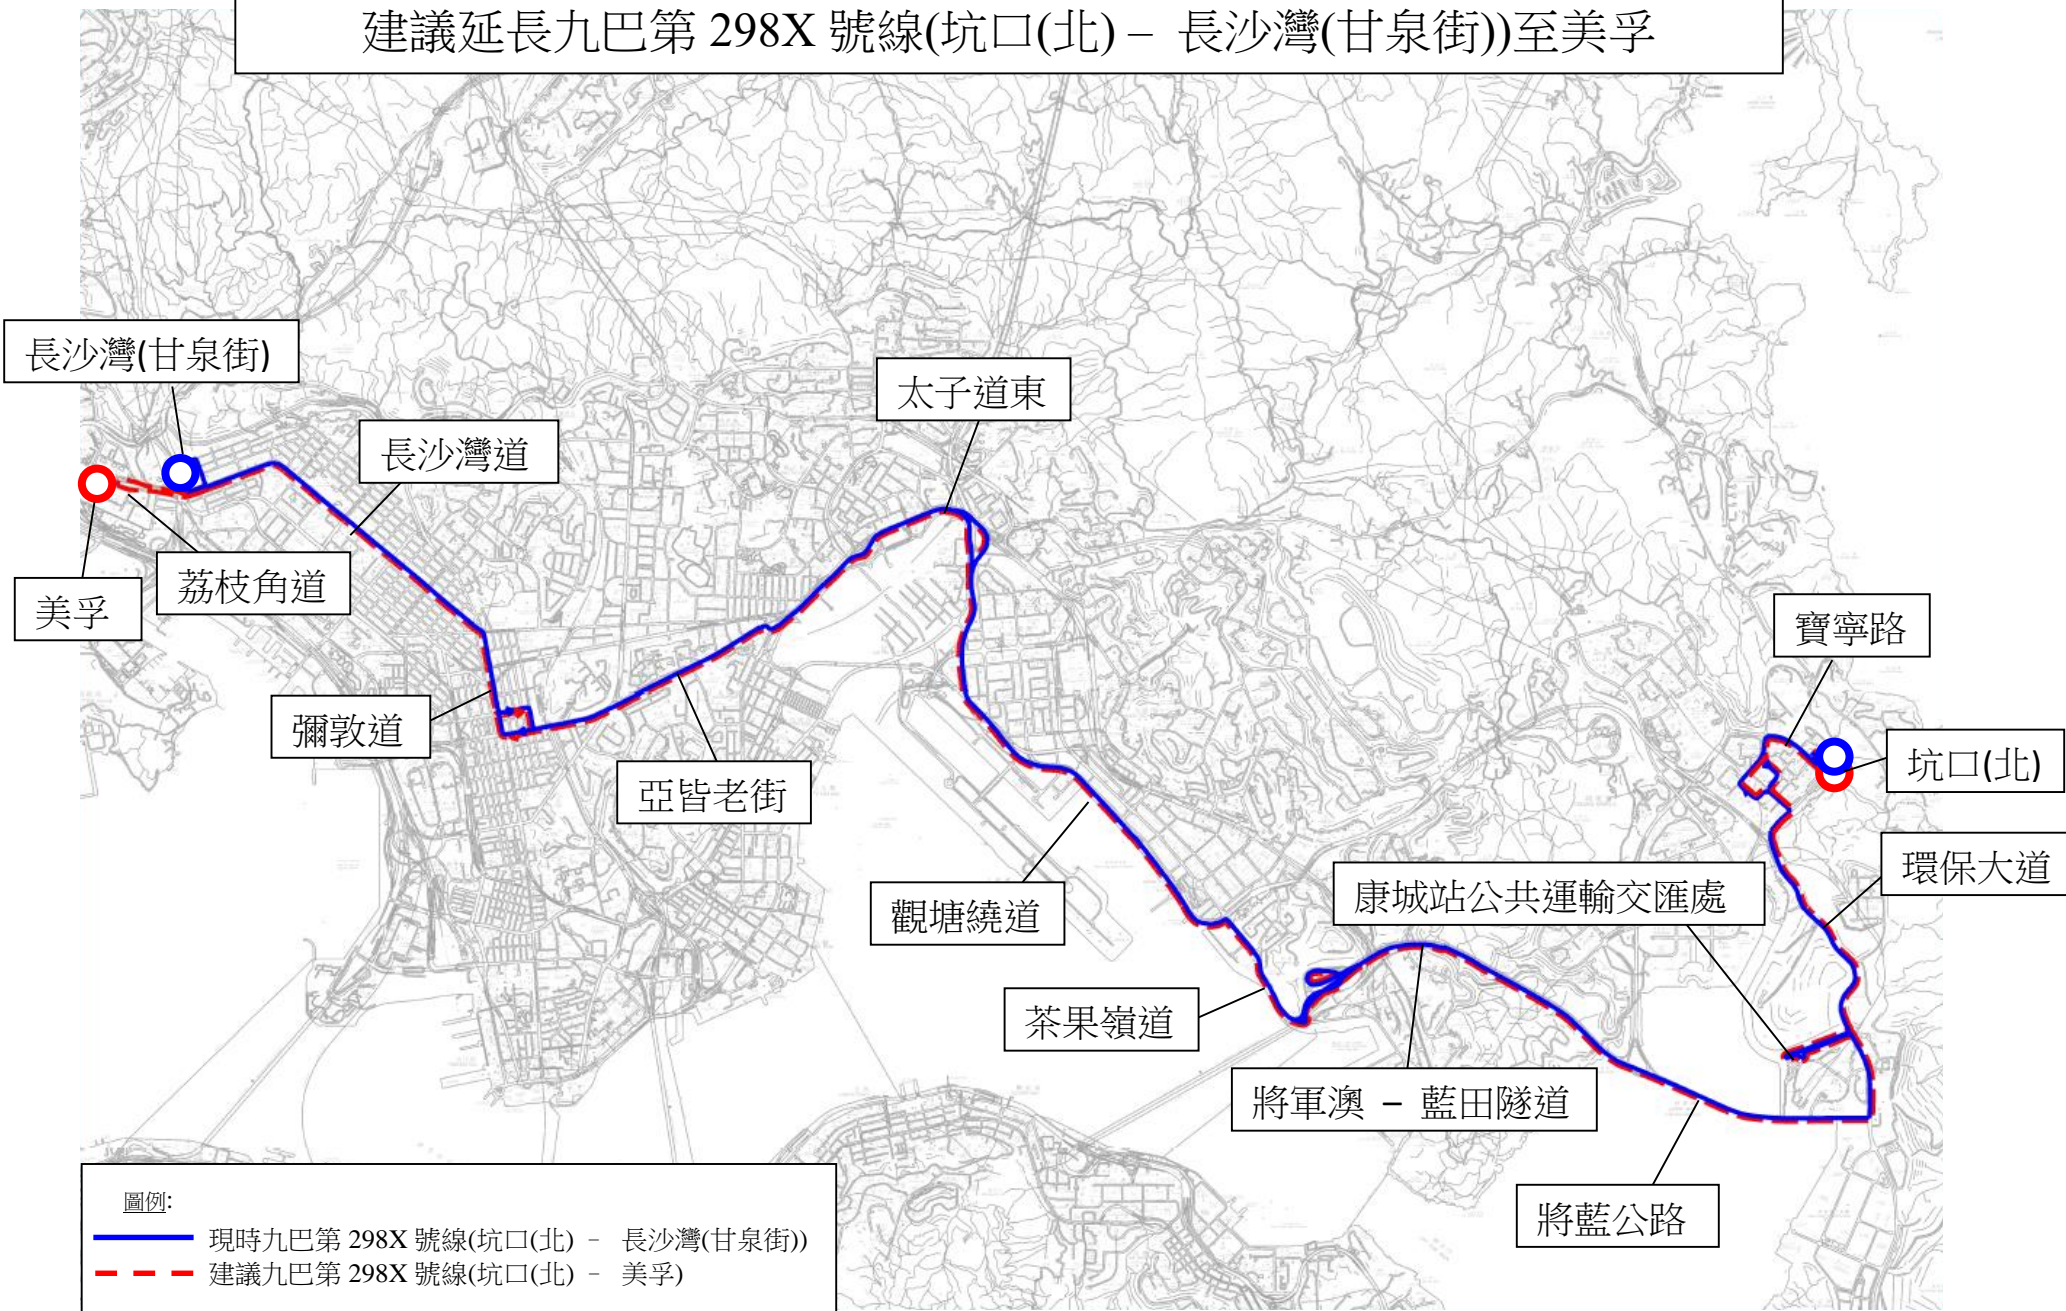 建議延長九巴第 298X 號線(坑口(北) – 長沙灣(甘泉街))至美孚
長沙灣(甘泉街)
太子道東
長沙灣道
荔枝角道
美孚
寶寧路
彌敦道
坑口(北)
亞皆老街
環保大道
康城站公共運輸交匯處
觀塘繞道
茶果嶺道
將軍澳 – 藍田隧道
將藍公路
圖例:
現時九巴第 298X 號線(坑口(北) - 長沙灣(甘泉街))
建議九巴第 298X 號線(坑口(北) - 美孚)